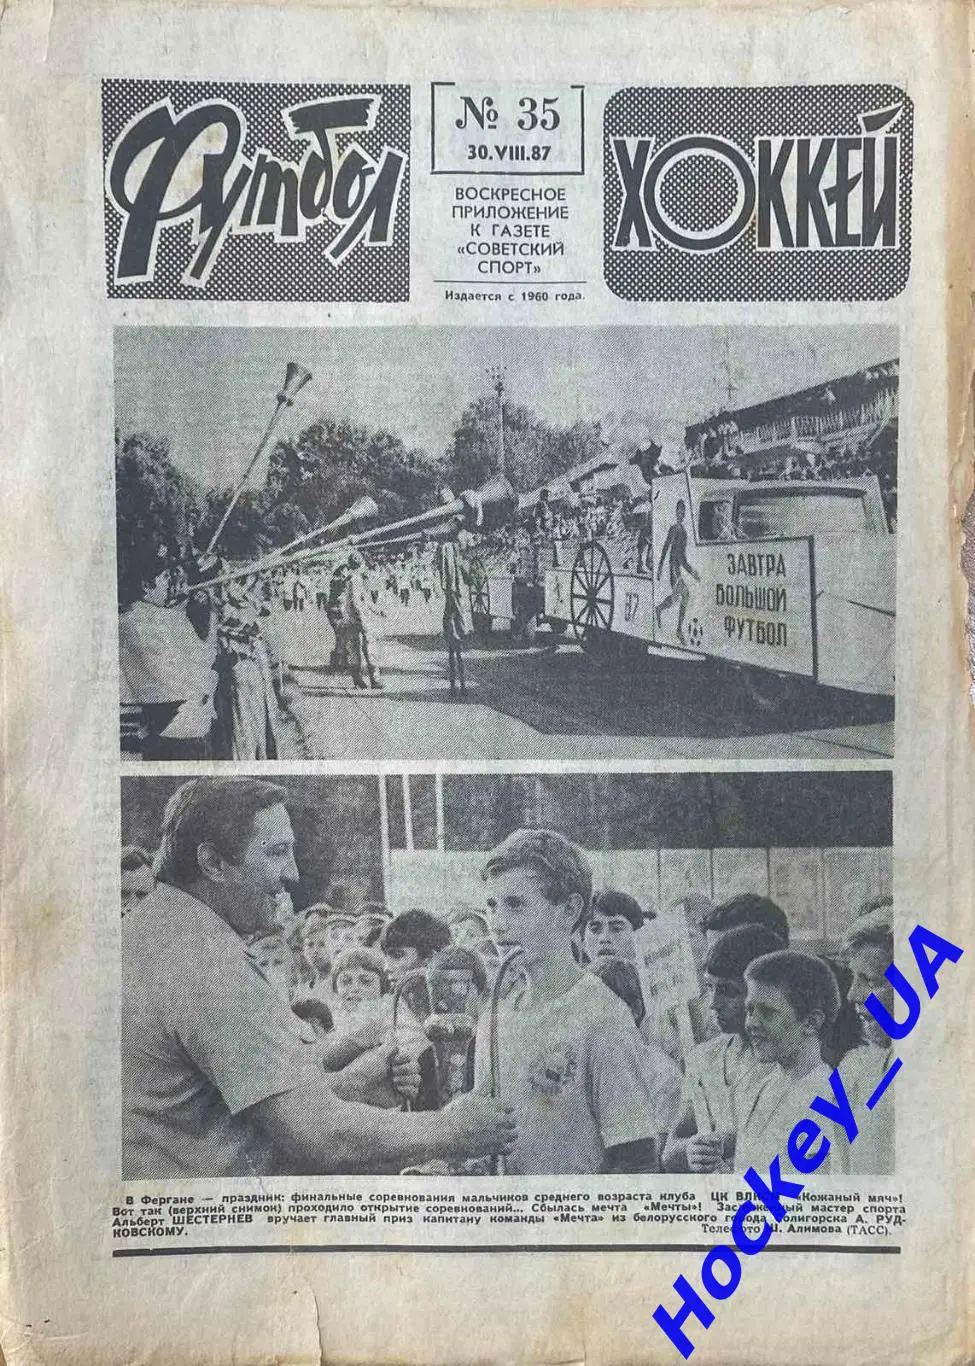 Футбол
№ 35
30.VIII.87
ВОСКРЕСНОЕ
ПРИЛОЖЕНИЕ
К ГАЗЕТЕ
«СОВЕТСКИЙ
СПОРТ»
Издается с 1960 года.
ХОККЕЙ
ЗАВТРА
БОЛЬШОЙ
ФУТБОЛ
87
В Фергане — праздник: финальные соревнования мальчиков среднего возраста клуба ЦК ВЛКСМ «Кожаный мяч»!
Вот так (верхний снимок) проходило открытие соревнований... Сбылась мечта «Мечты»! Заслуженный мастер спорта
Альберт ШЕСТЕРНЕВ вручает главный приз капитану команды «Мечта» из белорусского города Солигорска А. РУД-
КОВСКОМУ.
Телефото Ш. Алимова (ТАСС).
Hockey_UA